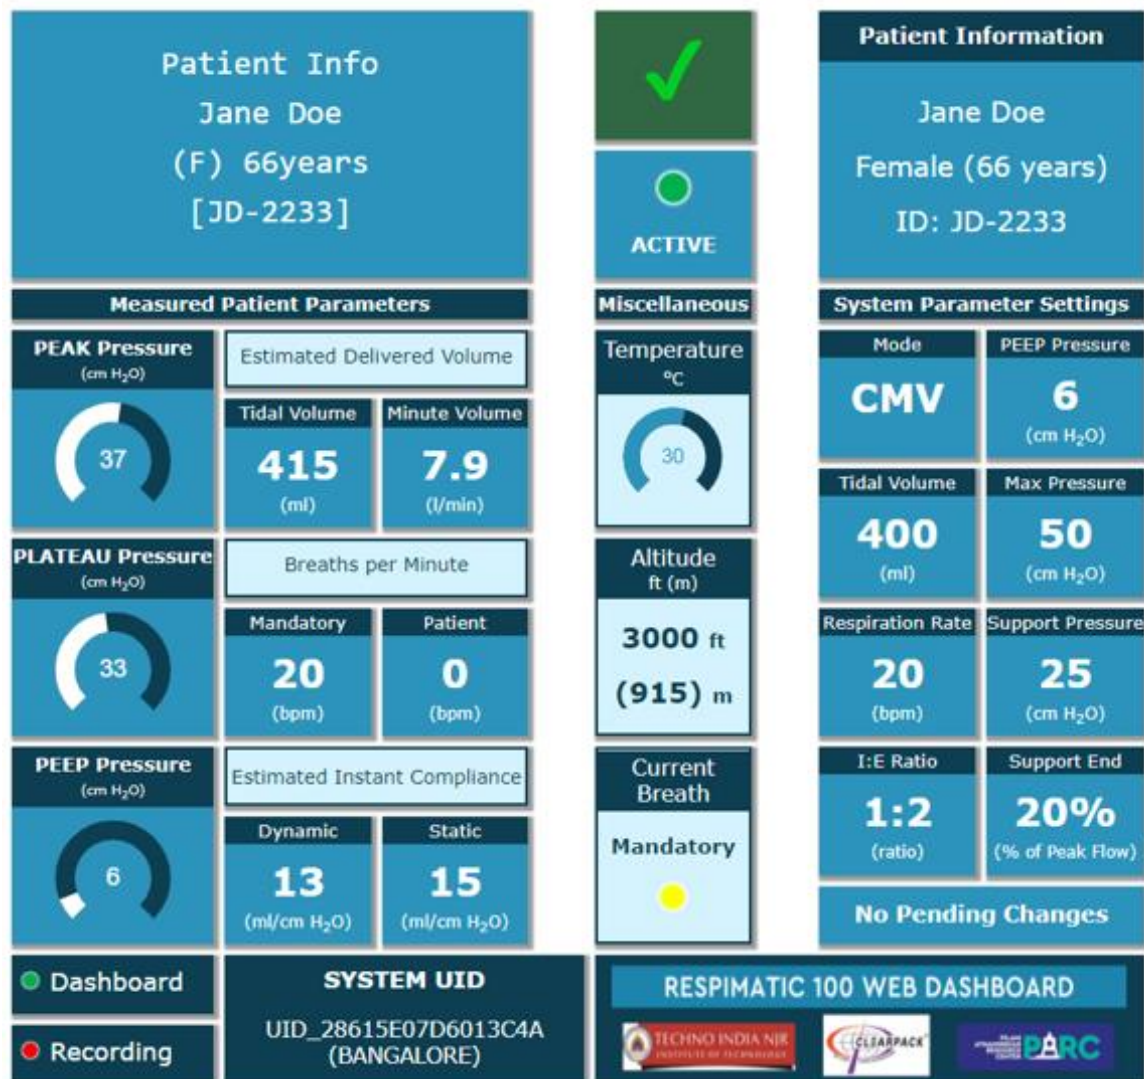 Patient Info
Jane Doe
(F) 66years
[JD-2233]
ACTIVE
Patient Information
Jane Doe
Female (66 years)
ID: JD-2233
Measured Patient Parameters
PEAK Pressure
(cm H₂O)
37
Estimated Delivered Volume
Tidal Volume
415
(ml)
Minute Volume
7.9
(l/min)
PLATEAU Pressure
(cm H₂O)
33
Breaths per Minute
Mandatory
20
(bpm)
Patient
0
(bpm)
PEEP Pressure
(cm H₂O)
6
Estimated Instant Compliance
Dynamic
13
(ml/cm H₂O)
Static
15
(ml/cm H₂O)
Miscellaneous
Temperature
ºC
30
Altitude
ft (m)
3000 ft
(915) m
Current
Breath
Mandatory
System Parameter Settings
Mode
CMV
PEEP Pressure
6
(cm H₂O)
Tidal Volume
400
(ml)
Max Pressure
50
(cm H₂O)
Respiration Rate
20
(bpm)
Support Pressure
25
(cm H₂O)
I:E Ratio
1:2
(ratio)
Support End
20%
(% of Peak Flow)
No Pending Changes
Dashboard
Recording
SYSTEM UID
UID_28615E07D6013C4A
(BANGALORE)
RESPIMATIC 100 WEB DASHBOARD
TECHNO INDIA NJR
INSTITUTE OF TECHNOLOGY
CLEARPACK
PARC